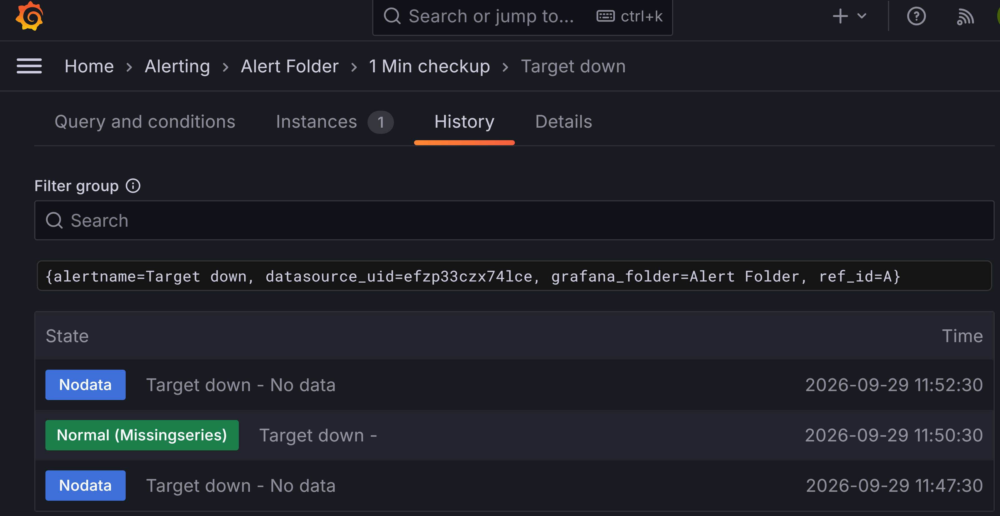 Search or jump to... ctrl+k
Home › Alerting › Alert Folder › 1 Min checkup › Target down
Query and conditions Instances 1 History Details
Filter group
Search
{alertname=Target down, datasource_uid=efzp33czx74lce, grafana_folder=Alert Folder, ref_id=A}
State Time
Nodata Target down - No data 2026-09-29 11:52:30
Normal (Missingseries) Target down - 2026-09-29 11:50:30
Nodata Target down - No data 2026-09-29 11:47:30